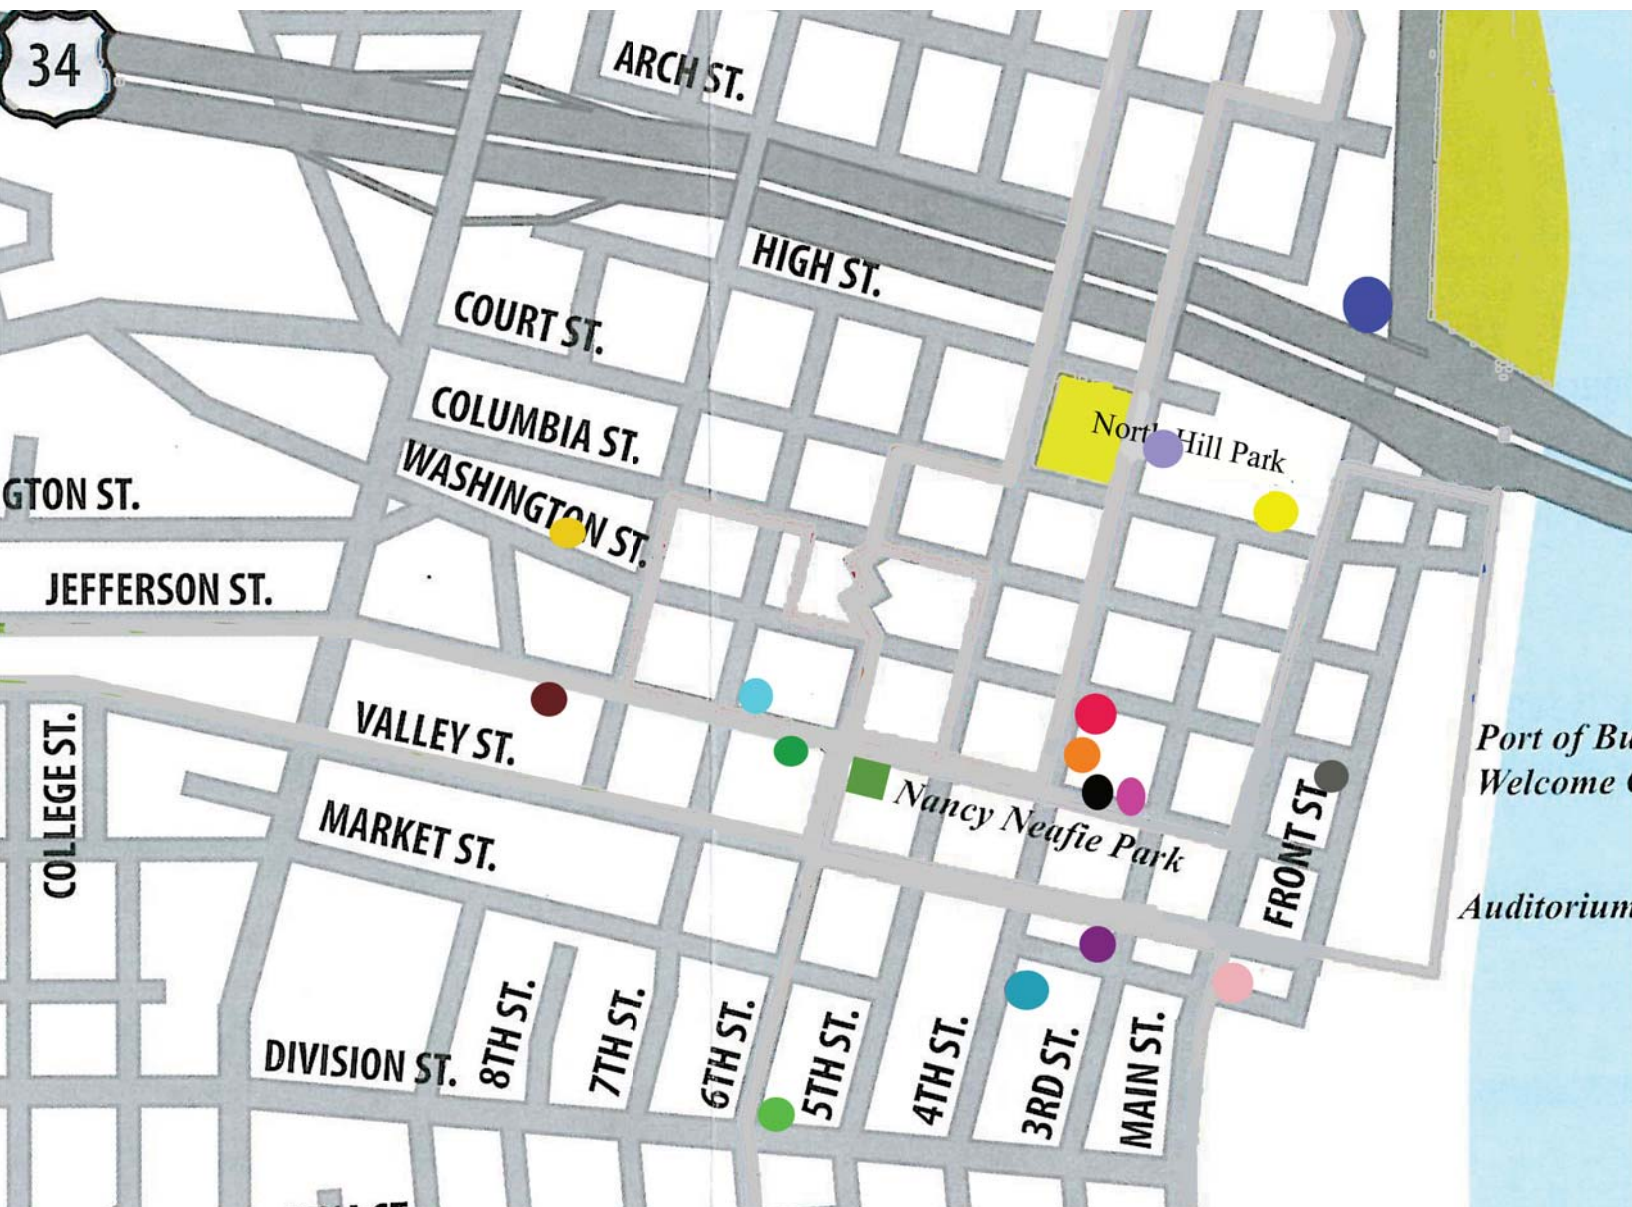 34
ARCH ST.
HIGH ST.
COURT ST.
COLUMBIA ST.
North Hill Park
WASHINGTON ST.
GTON ST.
JEFFERSON ST.
VALLEY ST.
COLLEGE ST.
Port of Bu
Welcome
Nancy Neafie Park
MARKET ST.
FRONT ST.
Auditorium
DIVISION ST.
8TH ST.
7TH ST.
6TH ST.
5TH ST.
4TH ST.
3RD ST.
MAIN ST.